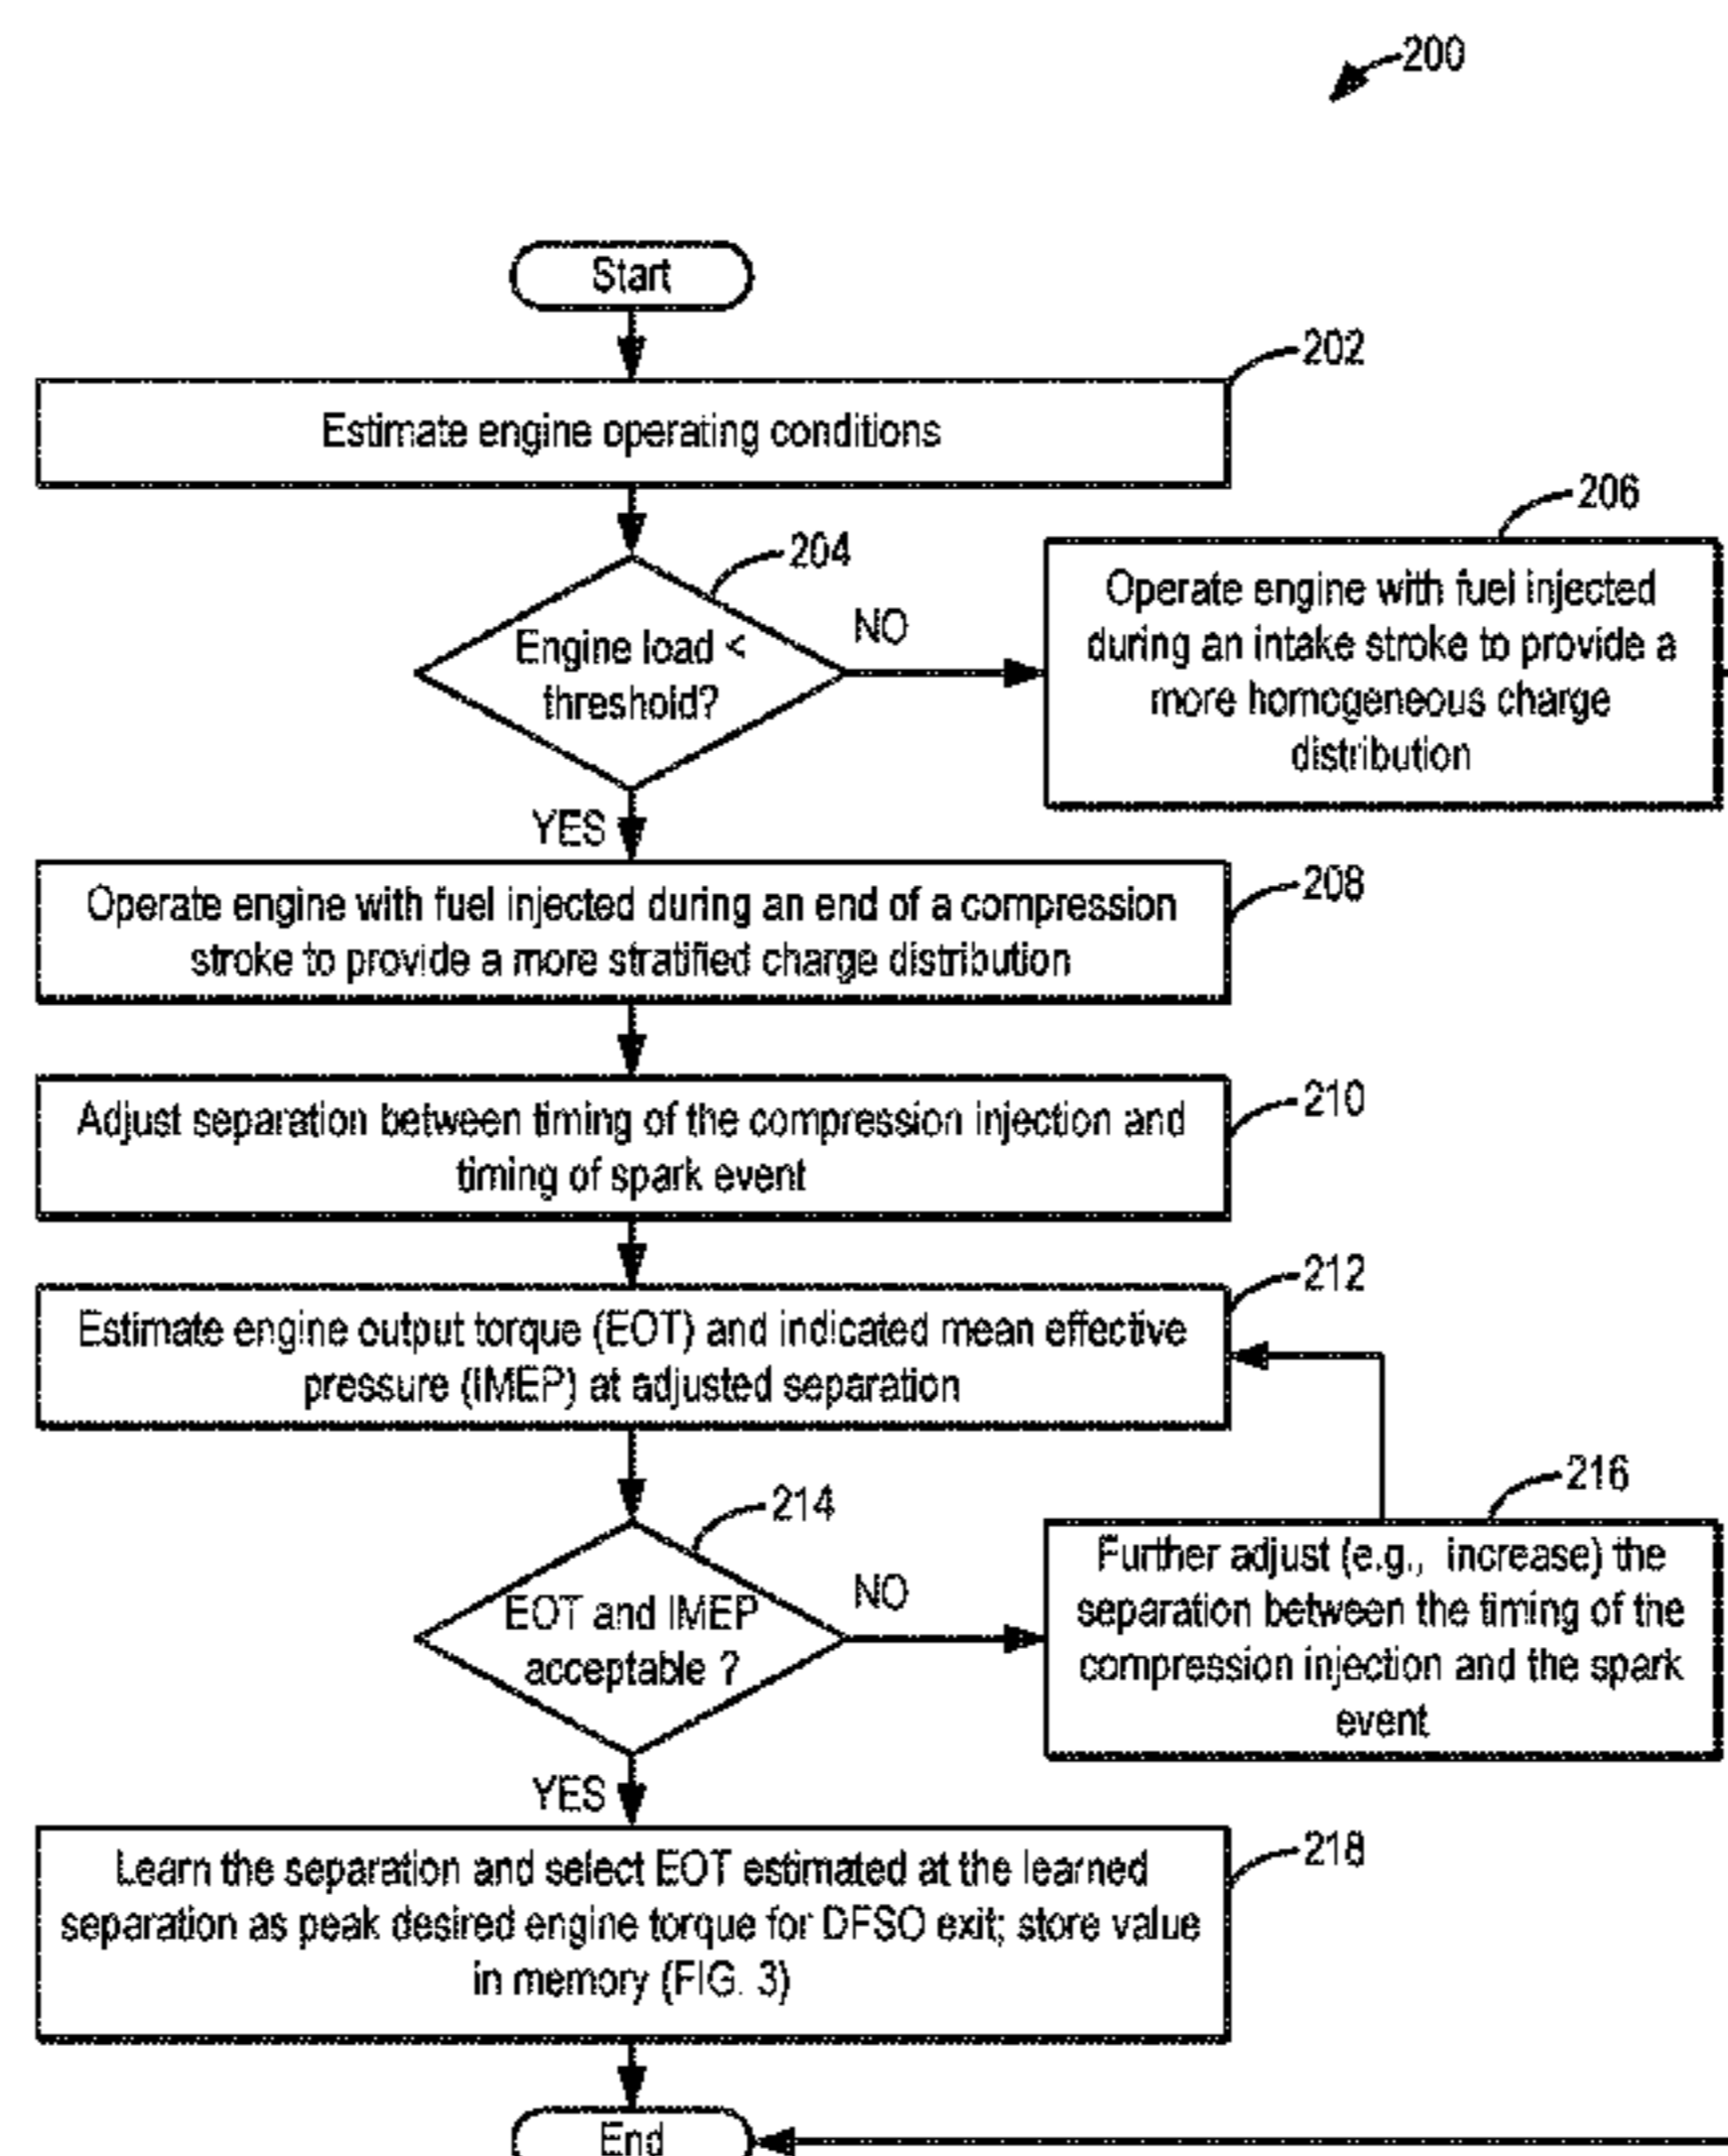 200
Start
202
Estimate engine operating conditions
204
Engine load <
threshold?
NO
206
Operate engine with fuel injected
during an intake stroke to provide a
more homogeneous charge
distribution
YES
208
Operate engine with fuel injected during an end of a compression
stroke to provide a more stratified charge distribution
210
Adjust separation between timing of the compression injection and
timing of spark event
212
Estimate engine output torque (EOT) and indicated mean effective
pressure (IMEP) at adjusted separation
214
EOT and IMEP
acceptable ?
NO
216
Further adjust (e.g., increase) the
separation between the timing of the
compression injection and the spark
event
YES
218
Learn the separation and select EOT estimated at the learned
separation as peak desired engine torque for DFSO exit; store value
in memory (FIG. 3)
End